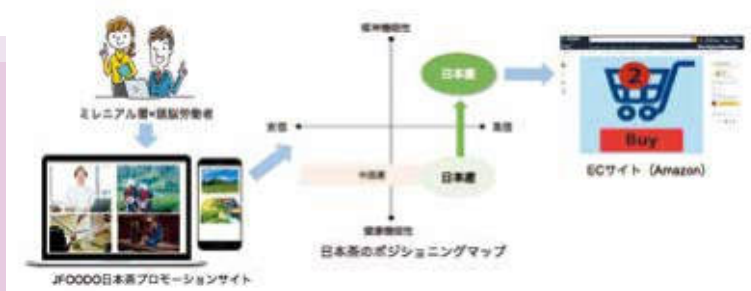 ミレニアル層×頭脳労働者
JFOODO日本茶プロモーションサイト
精神機能性
日本産
安価
高価
中国産
日本産
健康機能性
日本茶のポジショニングマップ
2
Buy
ECサイト（Amazon）